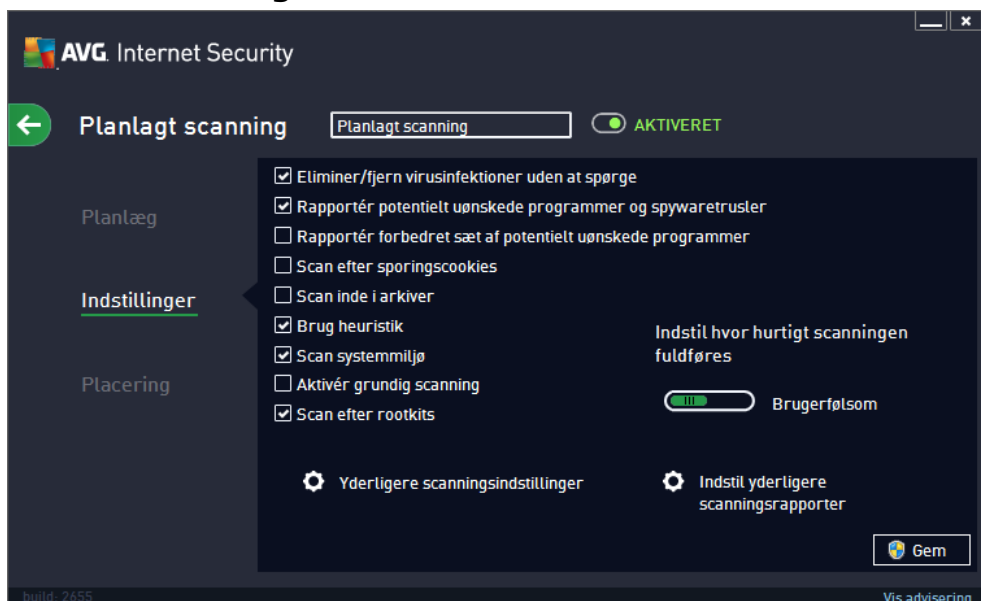 AVG. Internet Security
Planlagt scanning
Planlagt scanning
AKTIVERET
Planlæg
Indstillinger
Placering
Eliminer/fjern virusinfektioner uden at spørge
Rapportér potentielt uønskede programmer og spywaretrusler
Rapportér forbedret sæt af potentielt uønskede programmer
Scan efter sporingscookies
Scan inde i arkiver
Brug heuristik
Scan systemmiljø
Aktivér grundig scanning
Scan efter rootkits
Indstil hvor hurtigt scanningen
fuldføres
Brugerfølsom
Yderligere scanningsindstillinger
Indstil yderligere
scanningsrapporter
Gem
build: 2655
Vis advisering